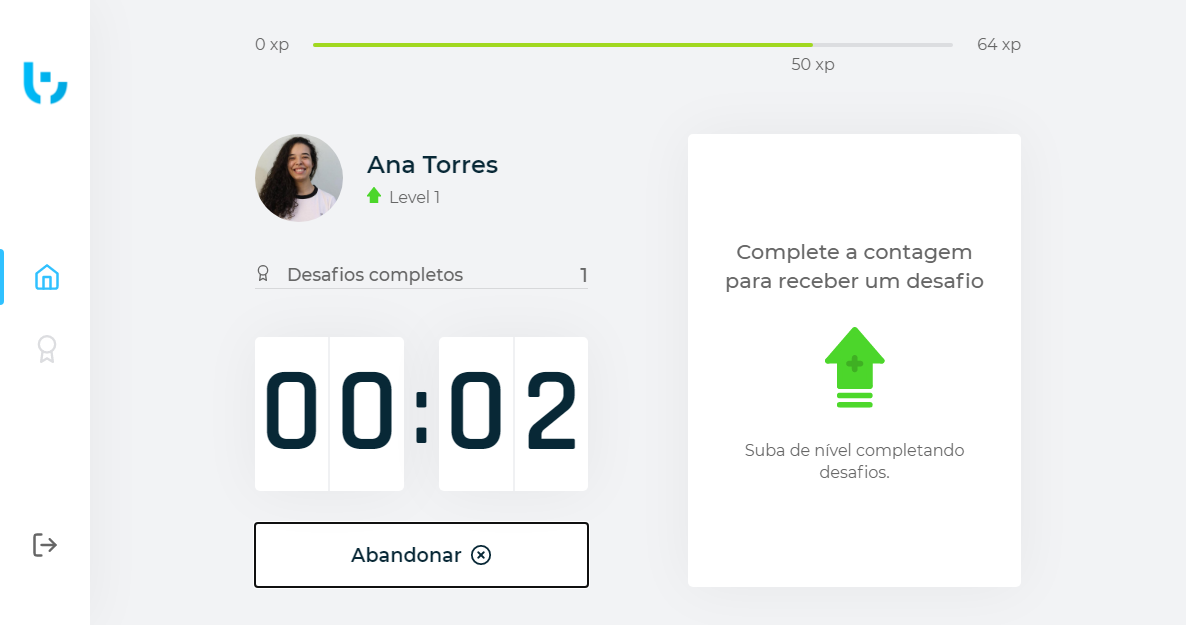 0 xp
64 xp
50 xp
Ana Torres
Level 1
Desafios completos 1
00:02
Abandonar
Complete a contagem
para receber um desafio
Suba de nível completando
desafios.